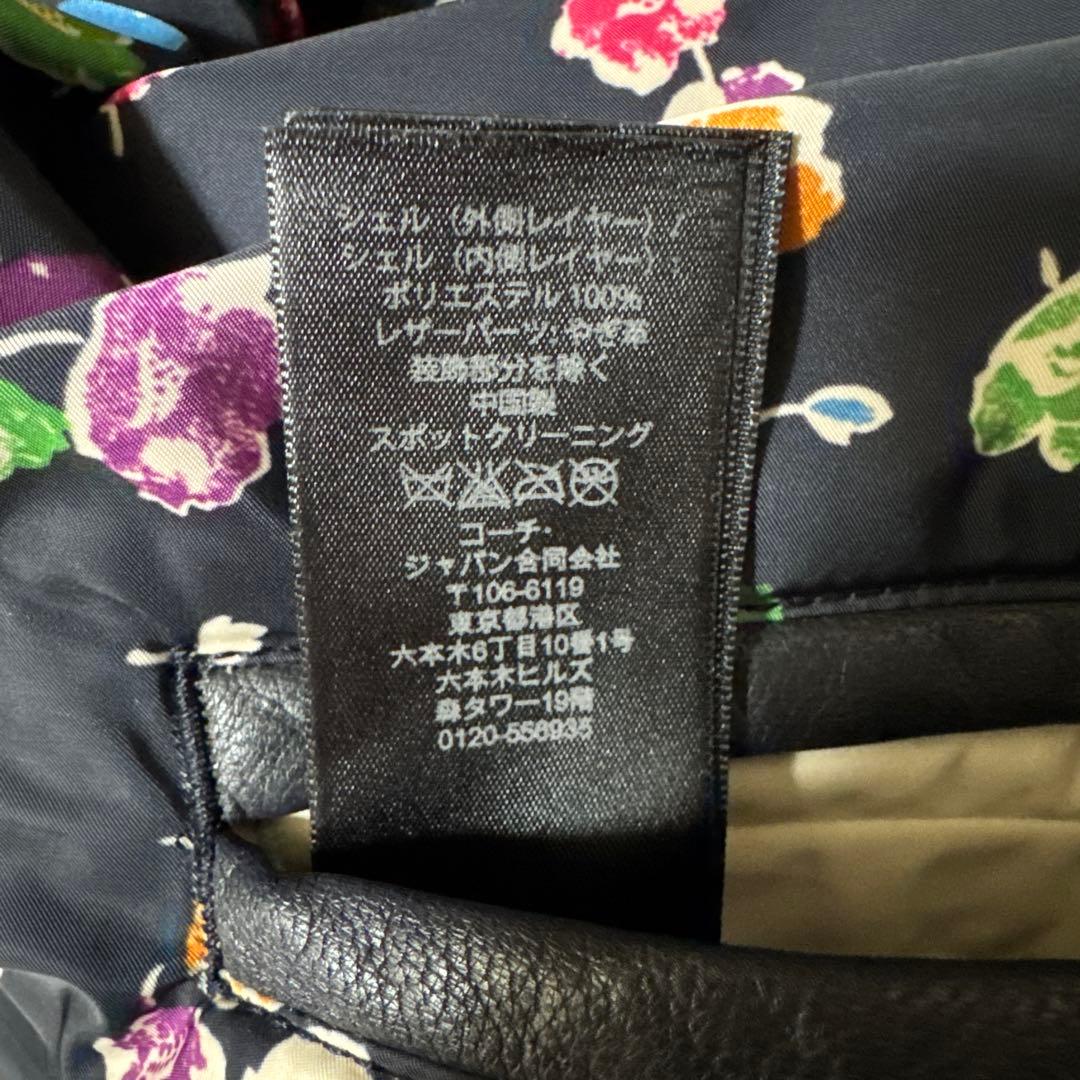 シェル (外側レイヤー) /
シェル (内側レイヤー) :
ポリエステル 100%
レザーパーツ: やぎ革
装飾部分を除く
中国製
スポットクリーニング
コーチ・
ジャパン合同会社
〒106-6119
東京都港区
六本木6丁目10番1号
六本木ヒルズ
森タワー19階
0120-556936